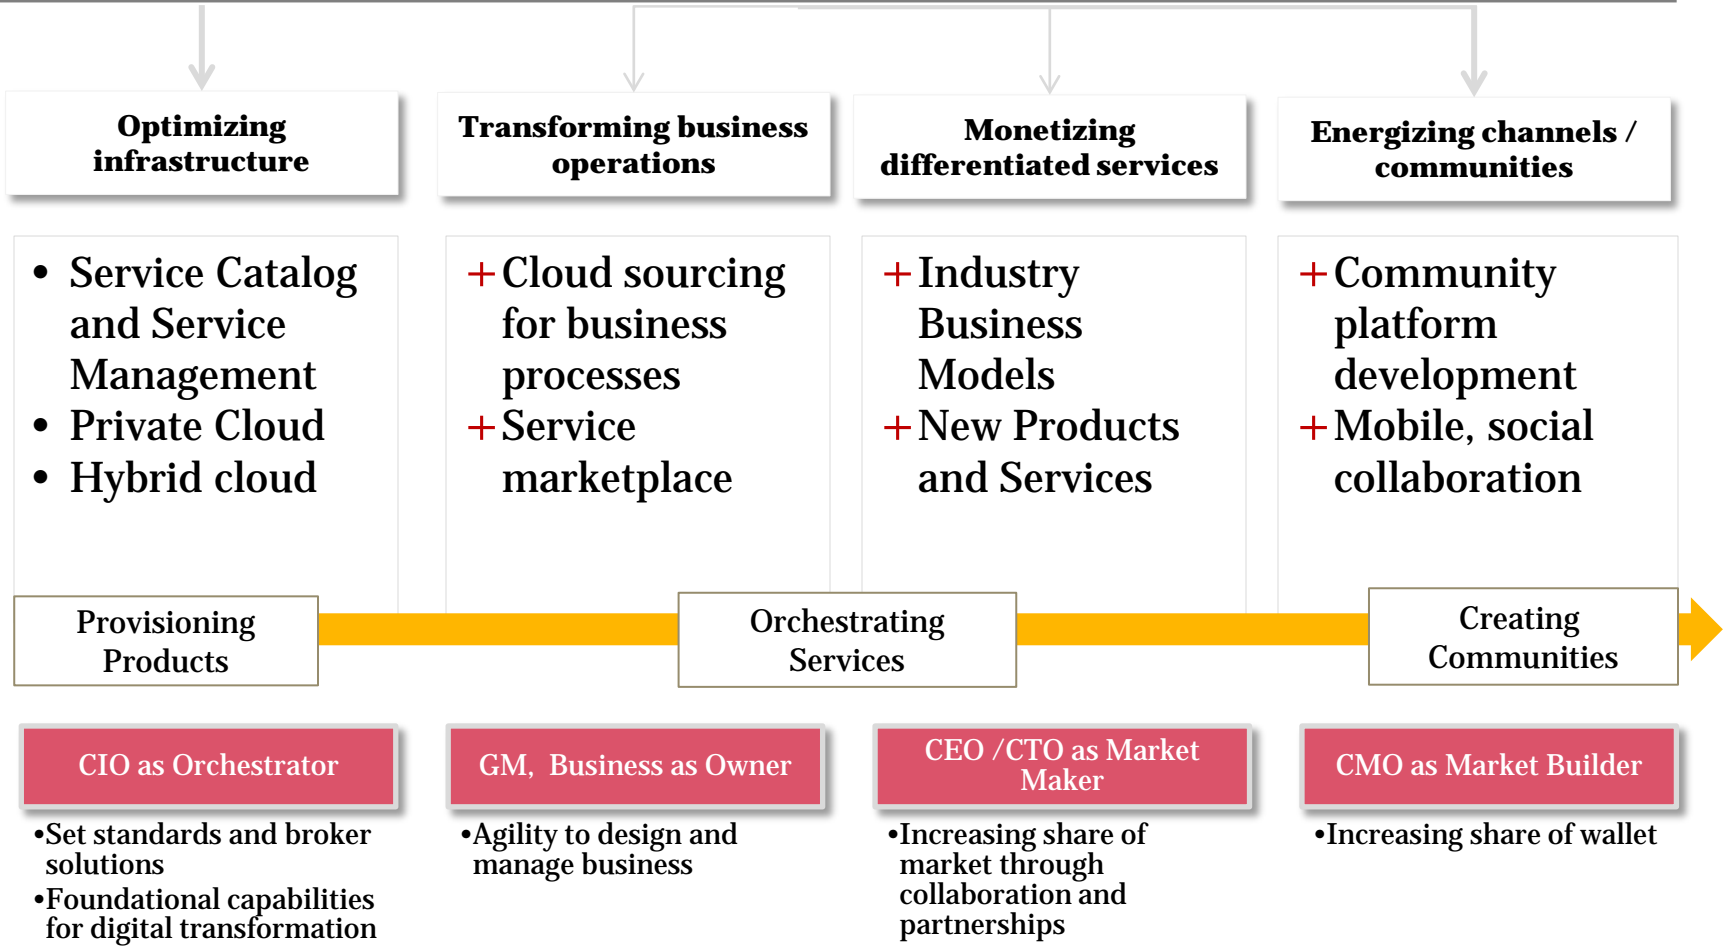 Optimizing
infrastructure
Transforming business
operations
Monetizing
differentiated services
Energizing channels /
communities
• Service Catalog
and Service
Management
• Private Cloud
• Hybrid cloud
+Cloud sourcing
for business
processes
+Service
marketplace
+Industry
Business
Models
+New Products
and Services
+Community
platform
development
+Mobile, social
collaboration
Provisioning
Products
Orchestrating
Services
Creating
Communities
CIO as Orchestrator
GM,  Business as Owner
CEO /CTO as Market
Maker
CMO as Market Builder
•Set standards and broker
solutions
•Foundational capabilities
for digital transformation
•Agility to design and
manage business
•Increasing share of
market through
collaboration and
partnerships
•Increasing share of wallet